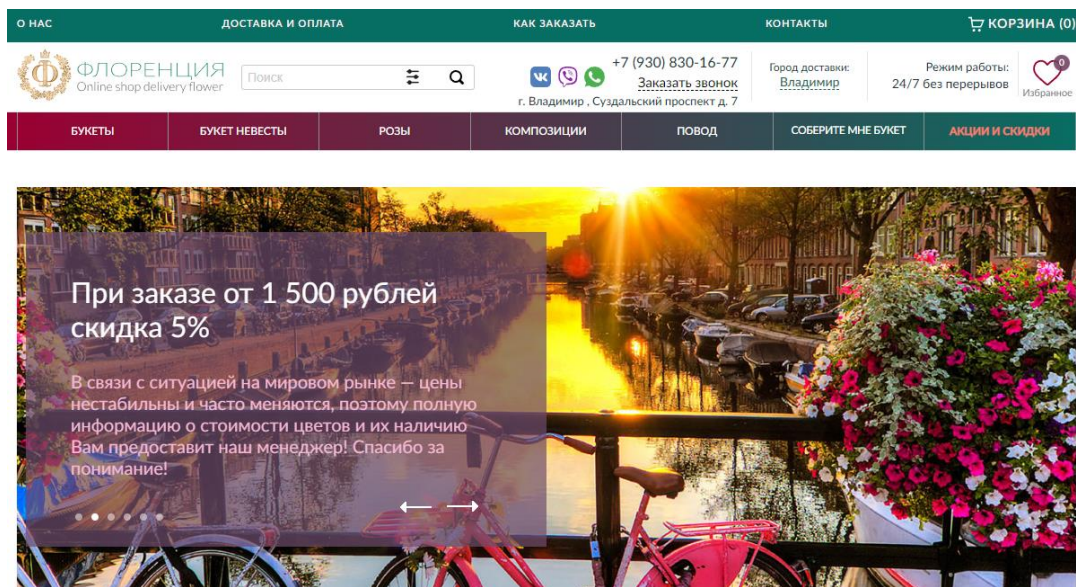 О НАС
ДОСТАВКА И ОПЛАТА
КАК ЗАКАЗАТЬ
КОНТАКТЫ
КОРЗИНА (0)
ФЛОРЕНЦИЯ
Online shop delivery flower
Поиск
+7 (930) 830-16-77
Заказать звонок
г. Владимир , Суздальский проспект д. 7
Город доставки:
Владимир
Режим работы:
24/7 без перерывов
0
Избранное
БУКЕТЫ
БУКЕТ НЕВЕСТЫ
РОЗЫ
КОМПОЗИЦИИ
ПОВОД
СОБЕРИТЕ МНЕ БУКЕТ
АКЦИИ И СКИДКИ
При заказе от 1 500 рублей
скидка 5%
В связи с ситуацией на мировом рынке — цены
нестабильны и часто меняются, поэтому полную
информацию о стоимости цветов и их наличию
Вам предоставит наш менеджер! Спасибо за
понимание!